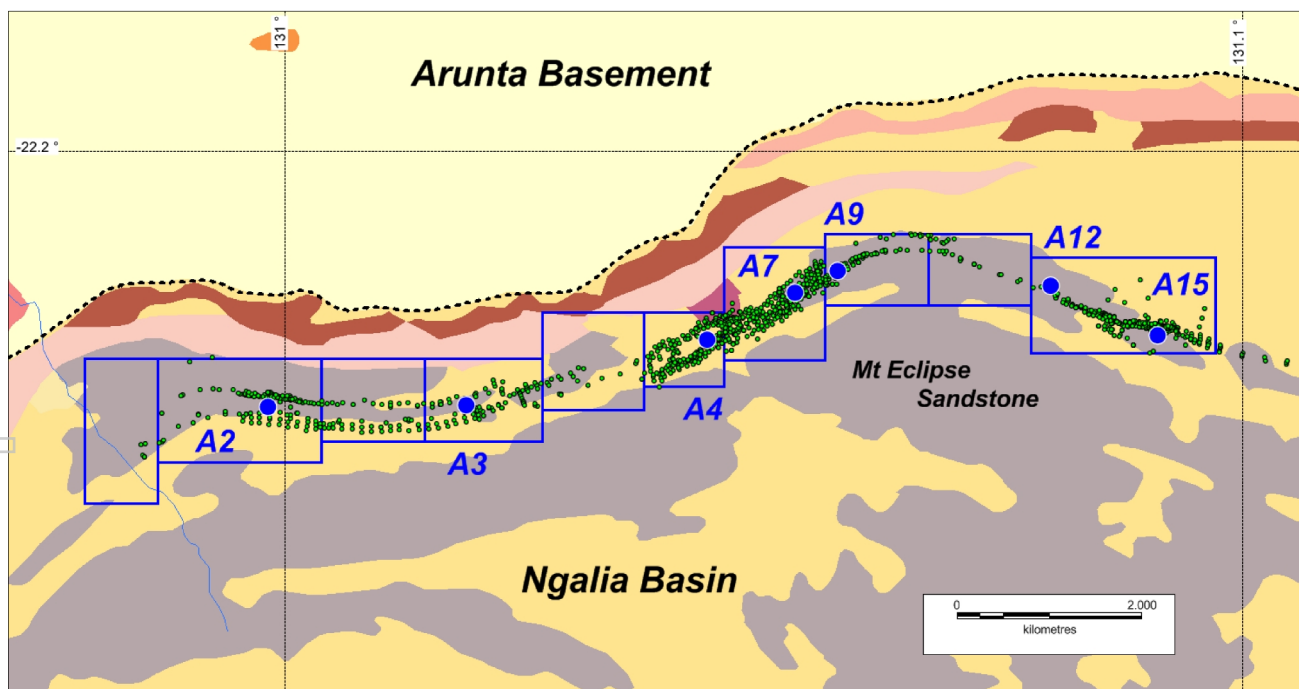 131 °
131.1 °
Arunta Basement
-22.2 °
A9
A12
A7
A15
Mt Eclipse
Sandstone
A4
A2
A3
Ngalia Basin
0
2.000
kilometres